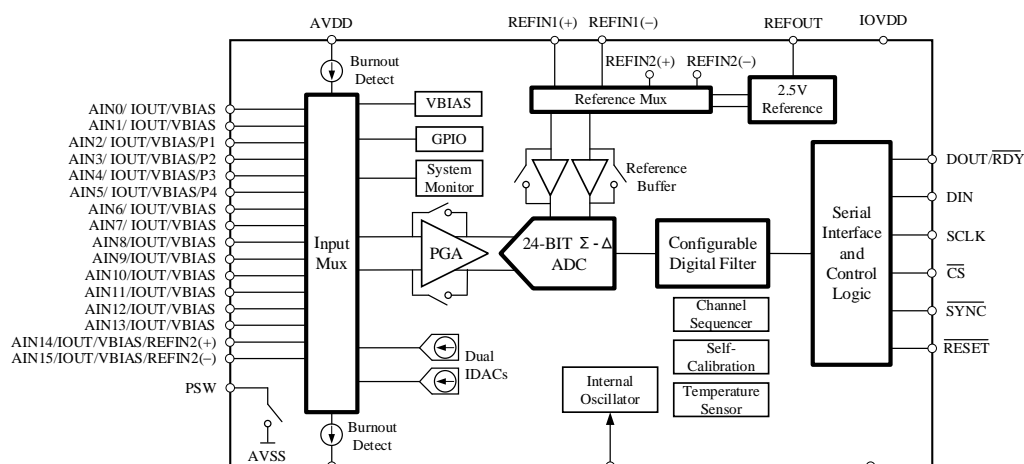 AVDD
REFIN1(+)
REFIN1(−)
REFOUT
IOVDD
Burnout
Detect
REFIN2(+)
REFIN2(−)
Reference Mux
2.5V
Reference
AIN0/ IOUT/VBIAS
AIN1/ IOUT/VBIAS
AIN2/ IOUT/VBIAS/P1
AIN3/ IOUT/VBIAS/P2
AIN4/ IOUT/VBIAS/P3
AIN5/ IOUT/VBIAS/P4
AIN6/ IOUT/VBIAS
AIN7/ IOUT/VBIAS
AIN8/IOUT/VBIAS
AIN9/IOUT/VBIAS
AIN10/IOUT/VBIAS
AIN11/IOUT/VBIAS
AIN12/IOUT/VBIAS
AIN13/IOUT/VBIAS
AIN14/IOUT/VBIAS/REFIN2(+)
AIN15/IOUT/VBIAS/REFIN2(−)
PSW
AVSS
Input
Mux
VBIAS
GPIO
System
Monitor
PGA
Reference
Buffer
24-BIT Σ-Δ
ADC
Configurable
Digital Filter
Serial
Interface
and
Control
Logic
DOUT/RDY
DIN
SCLK
CS
SYNC
RESET
Channel
Sequencer
Self-
Calibration
Temperature
Sensor
Dual
IDACs
Internal
Oscillator
Burnout
Detect